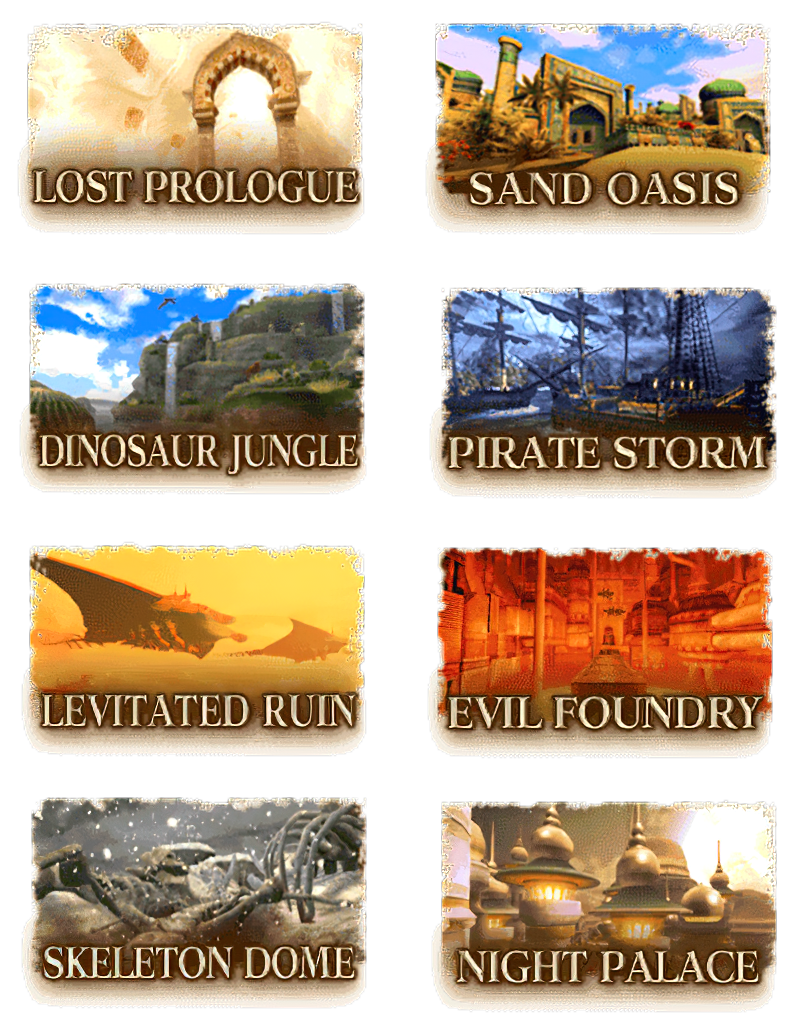 LOST PROLOGUE
SAND OASIS
DINOSAUR JUNGLE
PIRATE STORM
LEVITATED RUIN
EVIL FOUNDRY
SKELETON DOME
NIGHT PALACE